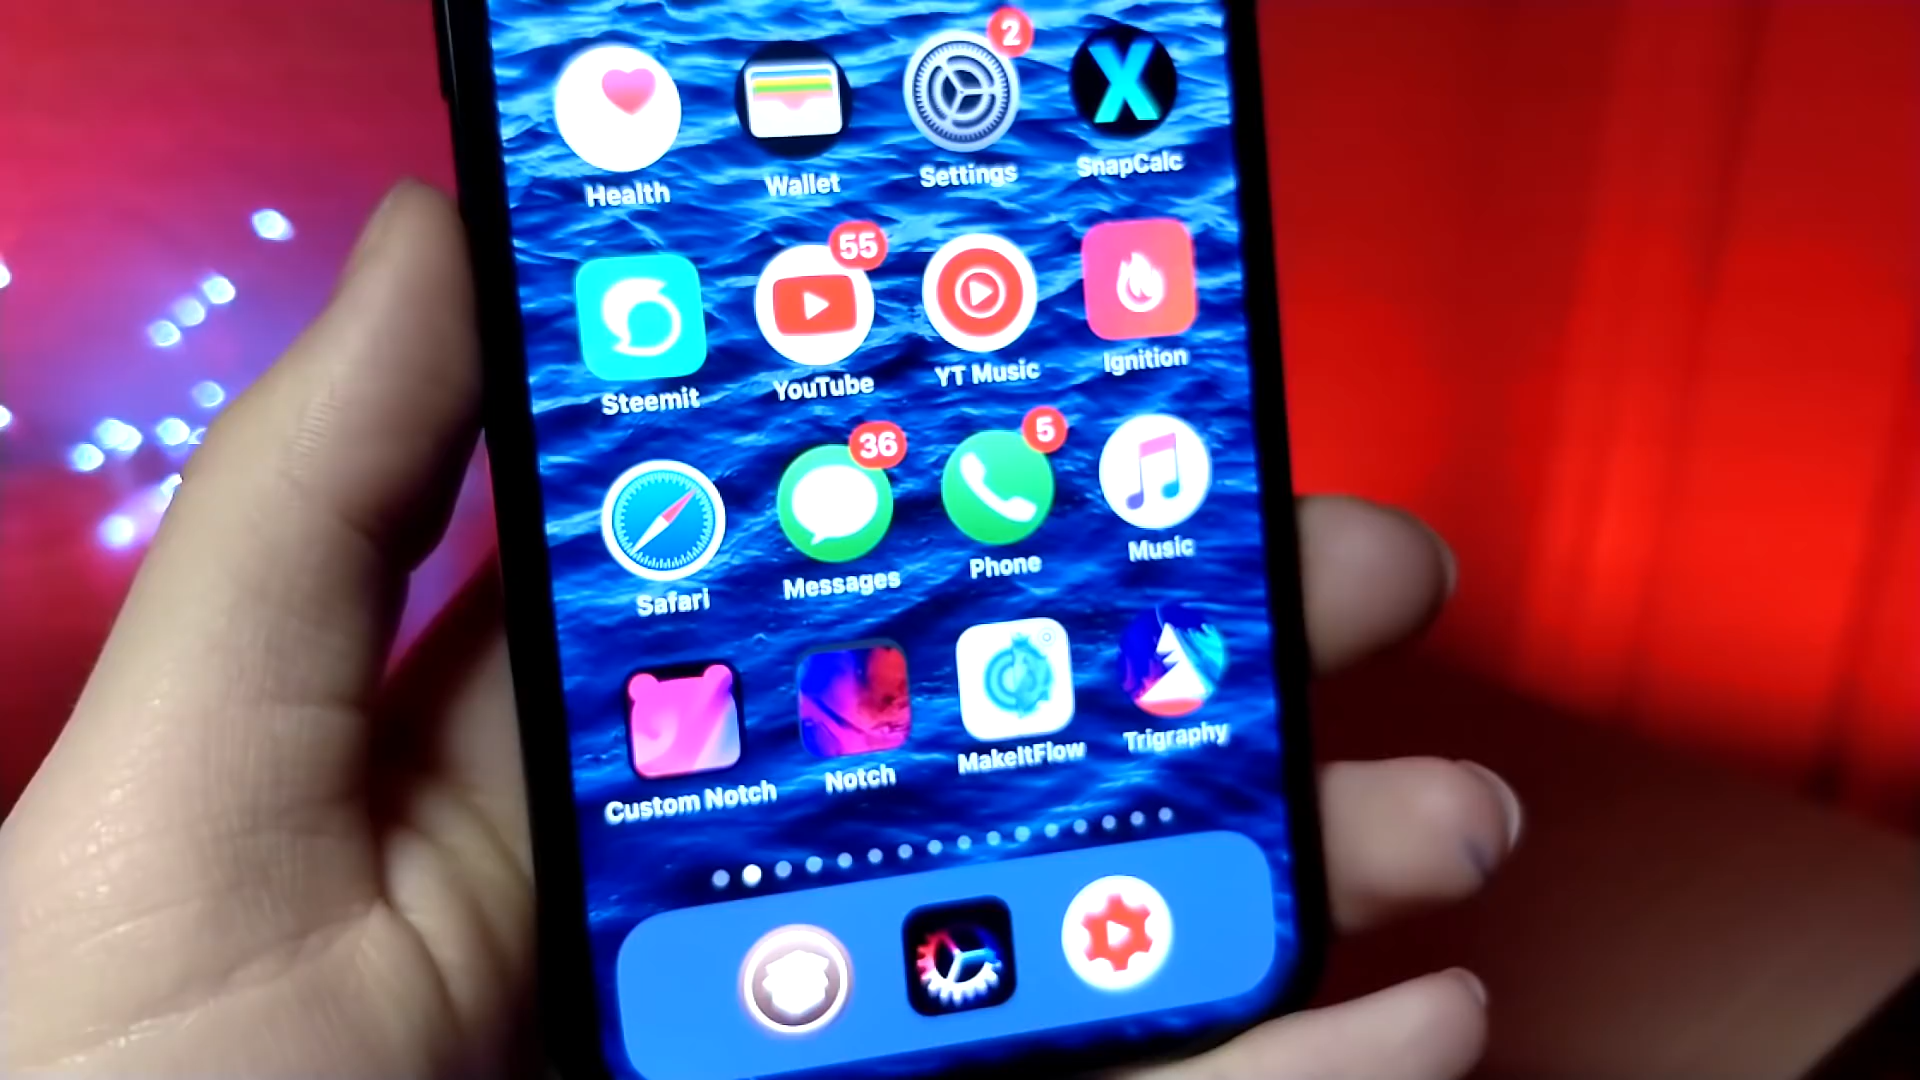 2
Health Wallet Settings SnapCalc
55
Steemit YouTube YT Music Ignition
36 5
Safari Messages Phone Music
Custom Notch Notch MakeItFlow Trigraphy